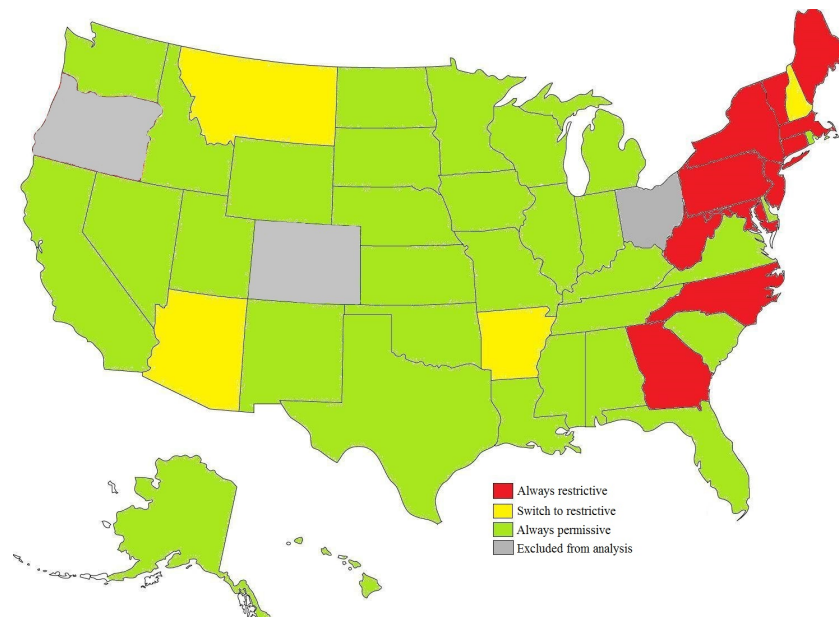 Always restrictive
Switch to restrictive
Always permissive
Excluded from analysis